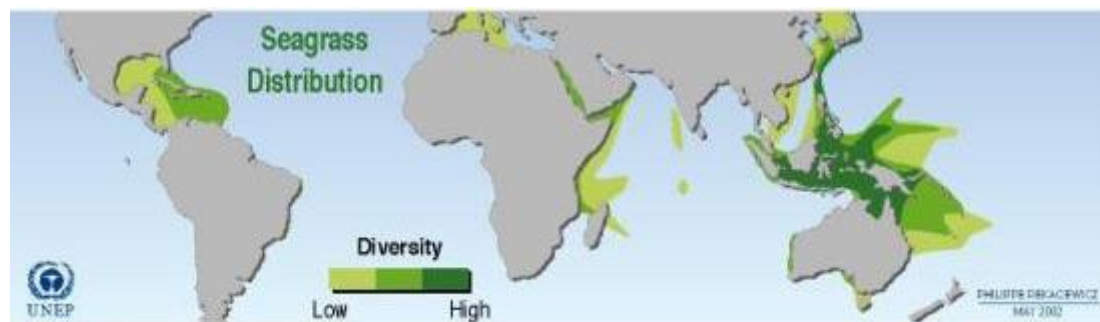 Seagrass
Distribution
Diversity
Low High
UNEP
PHILIPPE REKACEWICZ
MAY 2002